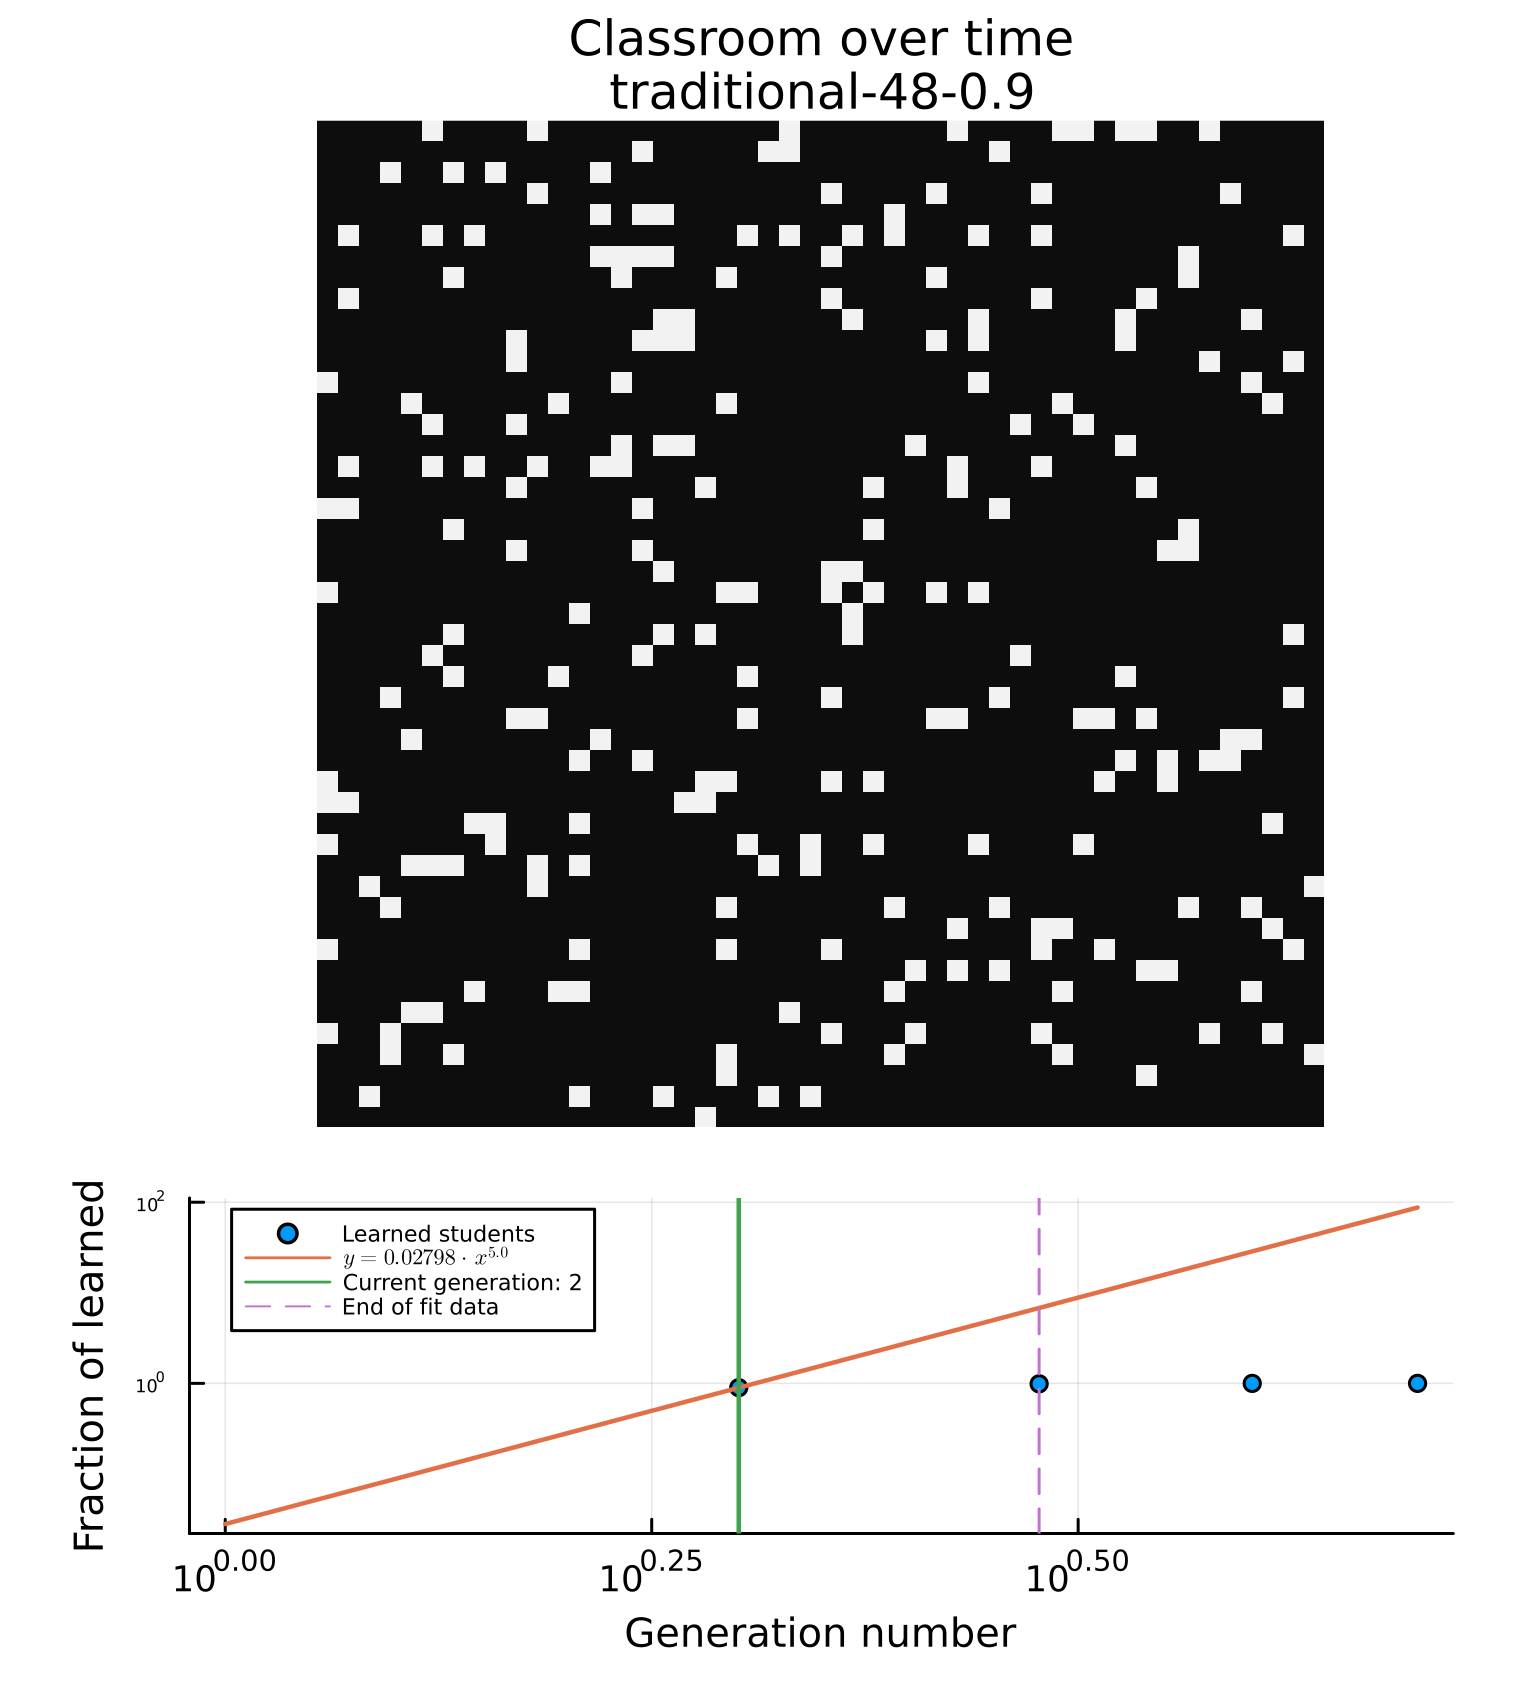 Classroom over time
traditional-48-0.9
Fraction of learned
10^2
10^0
Learned students
y = 0.02798 · x^5.0
Current generation: 2
End of fit data
10^0.00
10^0.25
10^0.50
Generation number